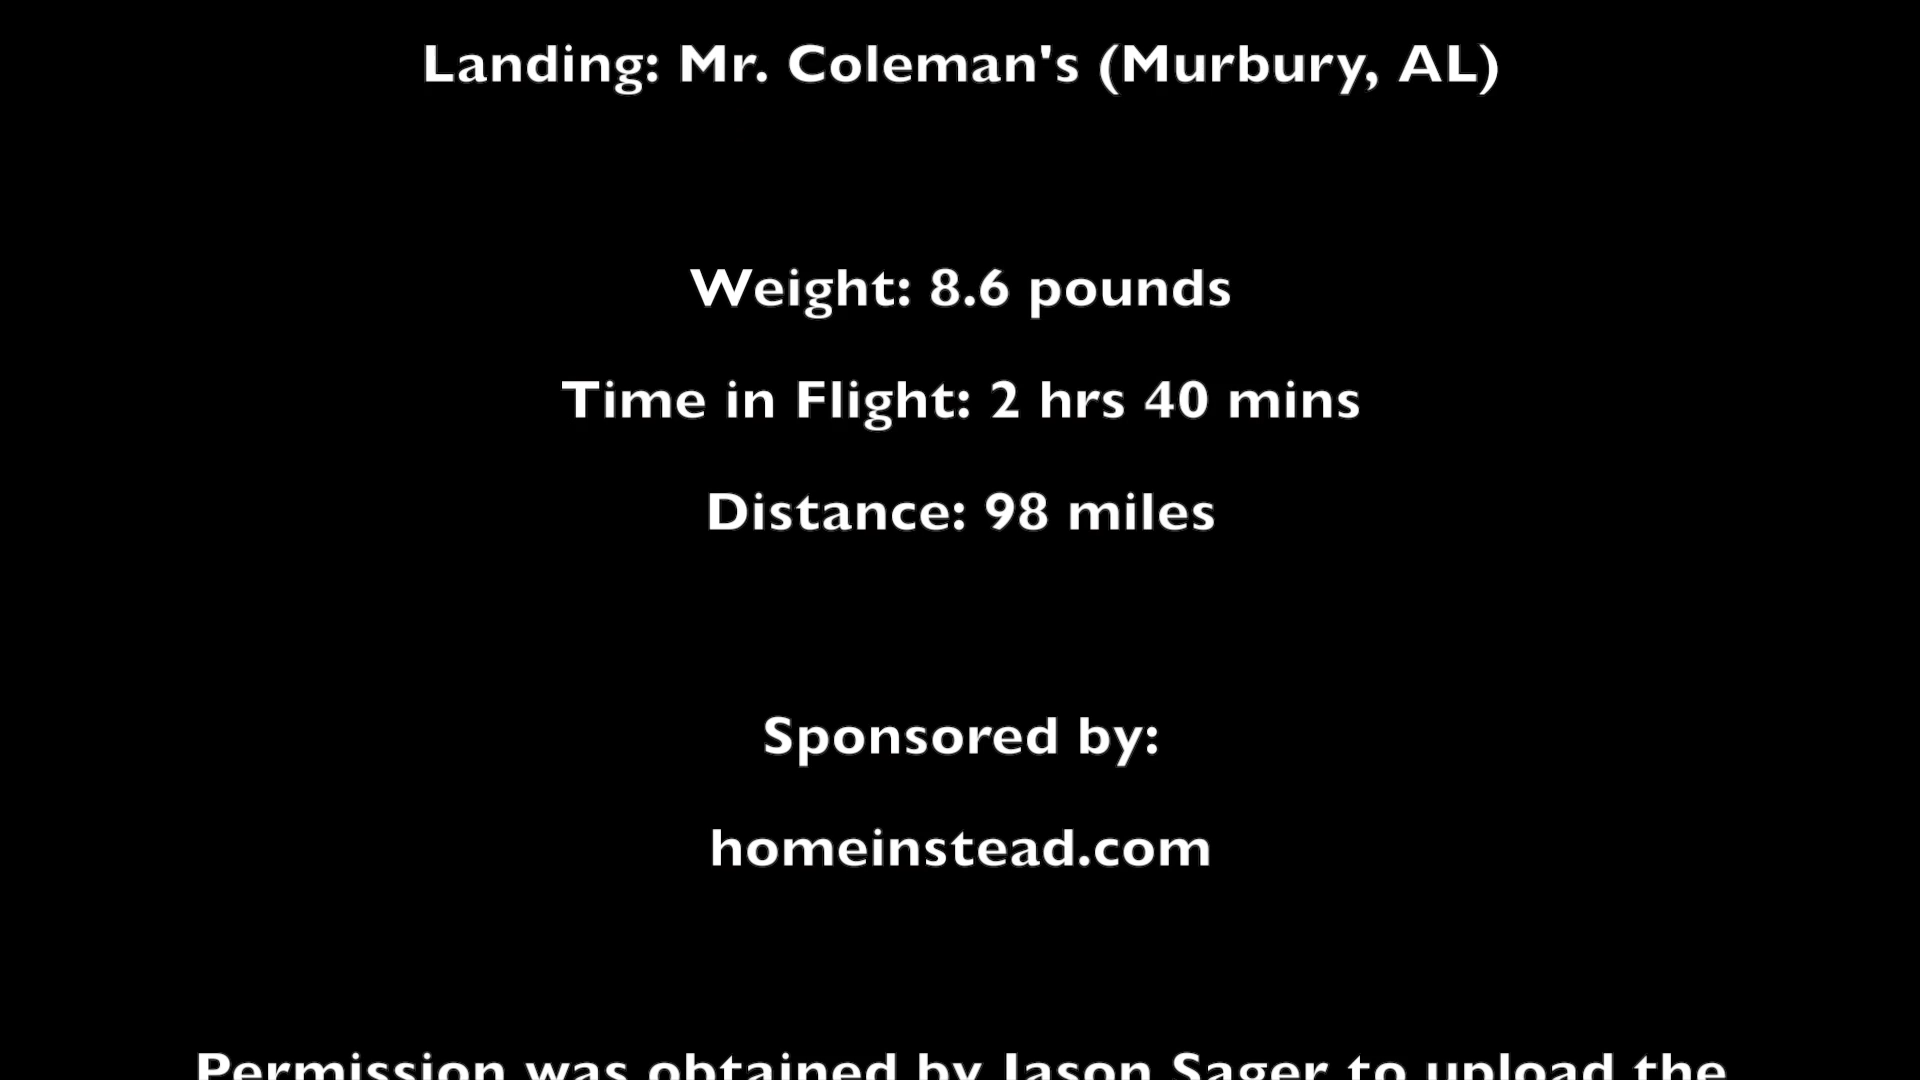 Landing: Mr. Coleman's (Murbury, AL)
Weight: 8.6 pounds
Time in Flight: 2 hrs 40 mins
Distance: 98 miles
Sponsored by:
homeinstead.com
Permission was obtained by Jason Sager to upload the